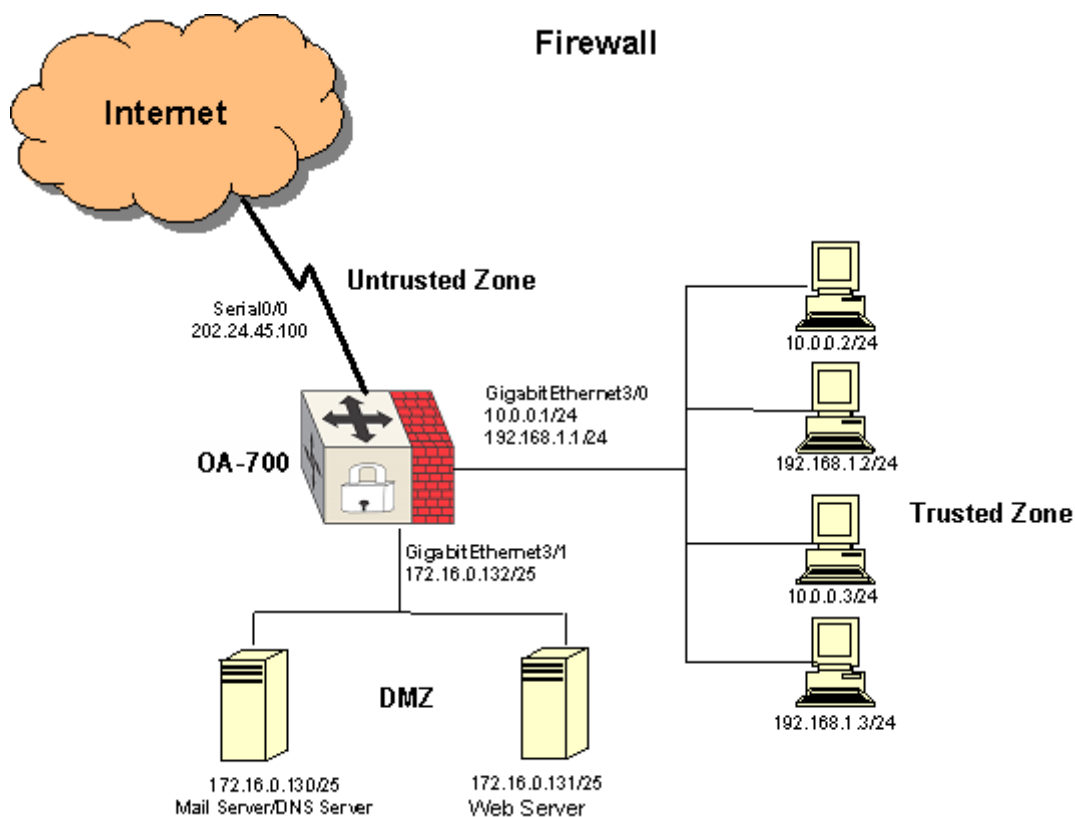 Firewall
Internet
Untrusted Zone
Serial0/0
202.24.45.100
GigabitEthernet3/0
10.0.0.1/24
192.168.1.1/24
OA-700
10.0.0.2/24
192.168.1.2/24
Trusted Zone
10.0.0.3/24
192.168.1.3/24
GigabitEthernet3/1
172.16.0.132/25
DMZ
172.16.0.130/25
Mail Server/DNS Server
172.16.0.131/25
Web Server